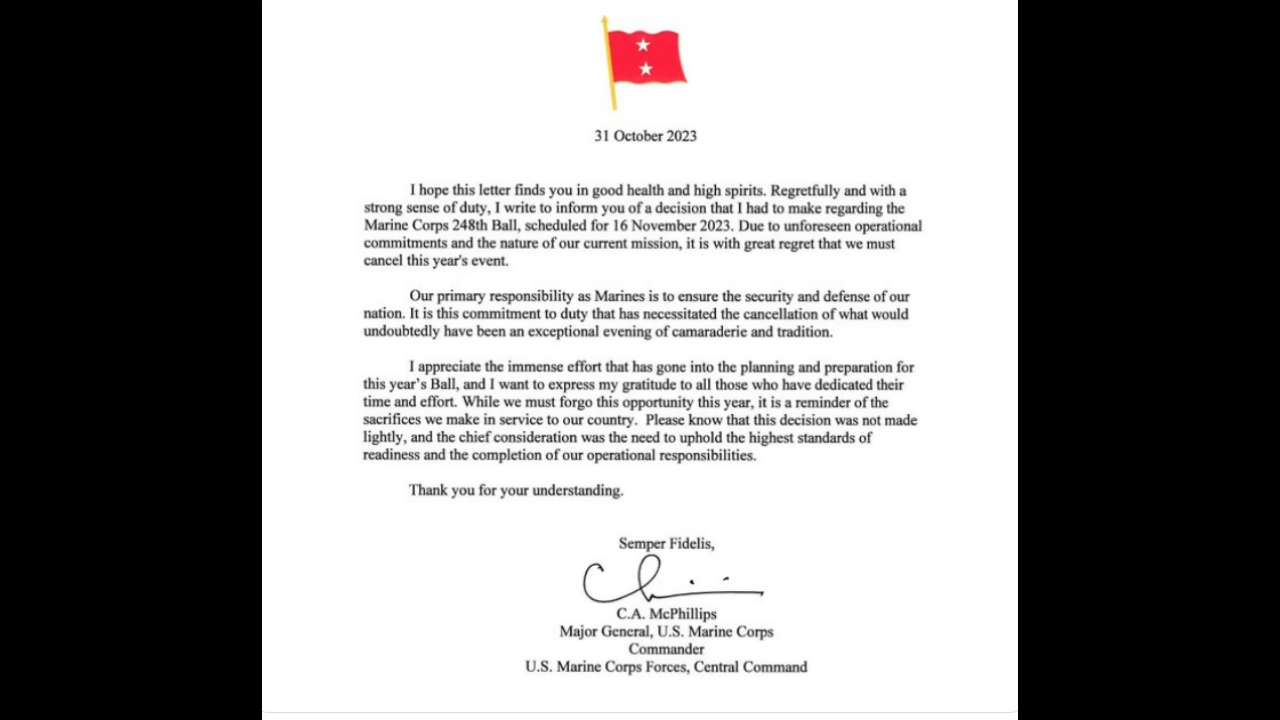 31 October 2023
I hope this letter finds you in good health and high spirits. Regretfully and with a
strong sense of duty, I write to inform you of a decision that I had to make regarding the
Marine Corps 248th Ball, scheduled for 16 November 2023. Due to unforeseen operational
commitments and the nature of our current mission, it is with great regret that we must
cancel this year's event.
Our primary responsibility as Marines is to ensure the security and defense of our
nation. It is this commitment to duty that has necessitated the cancellation of what would
undoubtedly have been an exceptional evening of camaraderie and tradition.
I appreciate the immense effort that has gone into the planning and preparation for
this year's Ball, and I want to express my gratitude to all those who have dedicated their
time and effort. While we must forgo this opportunity this year, it is a reminder of the
sacrifices we make in service to our country. Please know that this decision was not made
lightly, and the chief consideration was the need to uphold the highest standards of
readiness and the completion of our operational responsibilities.
Thank you for your understanding.
Semper Fidelis,
C.A. McPhillips
Major General, U.S. Marine Corps
Commander
U.S. Marine Corps Forces, Central Command